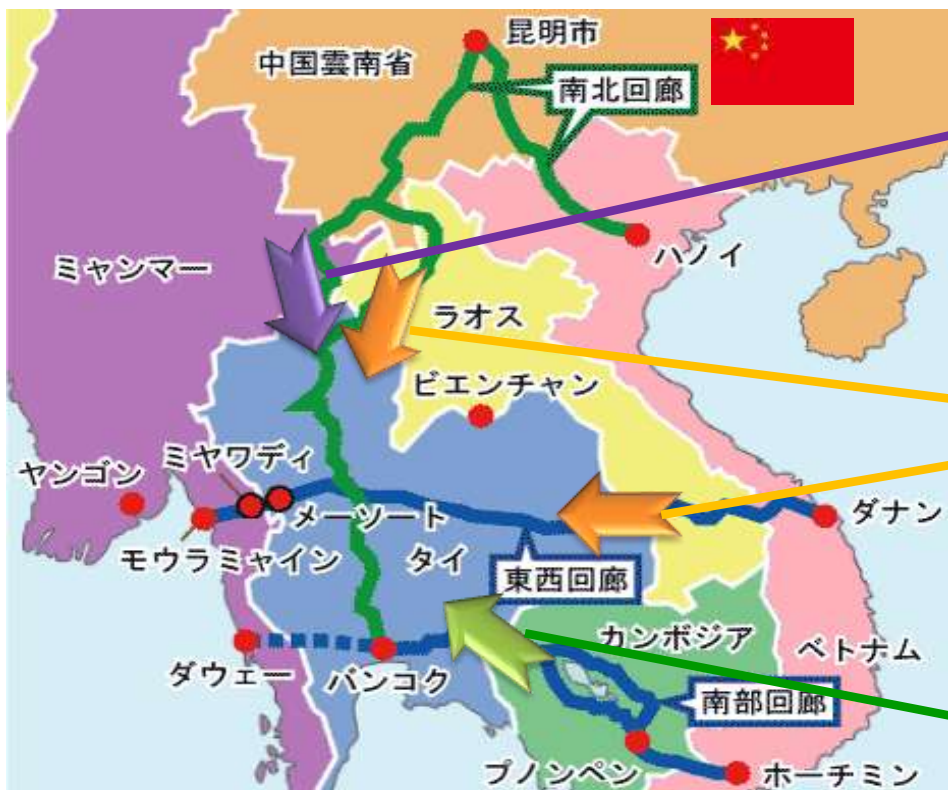 昆明市
中国雲南省
南北回廊
ハノイ
ミャンマー
ラオス
ビエンチャン
ミヤワディ
ヤンゴン
メーソート
ダナン
モウラミャイン
タイ
東西回廊
カンボジア
ベトナム
ダウェー
バンコク
南部回廊
プノンペン
ホーチミン